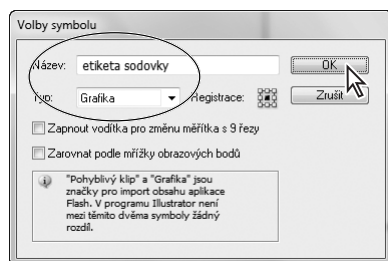 Volby symbolu
Název: etiketa sodovky
OK
Typ: Grafika
Registrace:
Zrušit
Zapnout vodítka pro změnu měřítka s 9 řezy
Zarovnat podle mřížky obrazových bodů
"Pohyblivý klip" a "Grafika" jsou
značky pro import obsahu aplikace
Flash. V programu Illustrator není
mezi těmito dvěma symboly žádný
rozdíl.